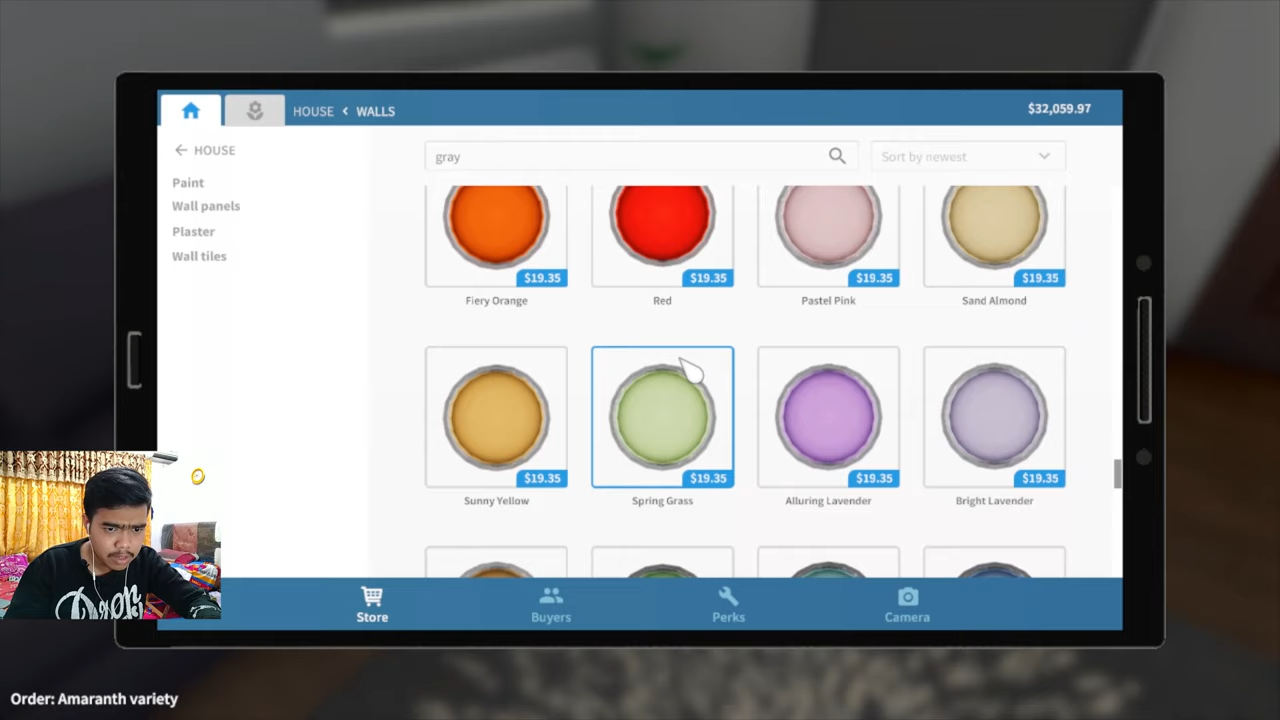 HOUSE < WALLS
$32,059.97
← HOUSE
gray
Sort by newest
Paint
Wall panels
Plaster
Wall tiles
$19.35
$19.35
$19.35
$19.35
Fiery Orange
Red
Pastel Pink
Sand Almond
$19.35
$19.35
$19.35
$19.35
Sunny Yellow
Spring Grass
Alluring Lavender
Bright Lavender
Store
Buyers
Perks
Camera
Order: Amaranth variety